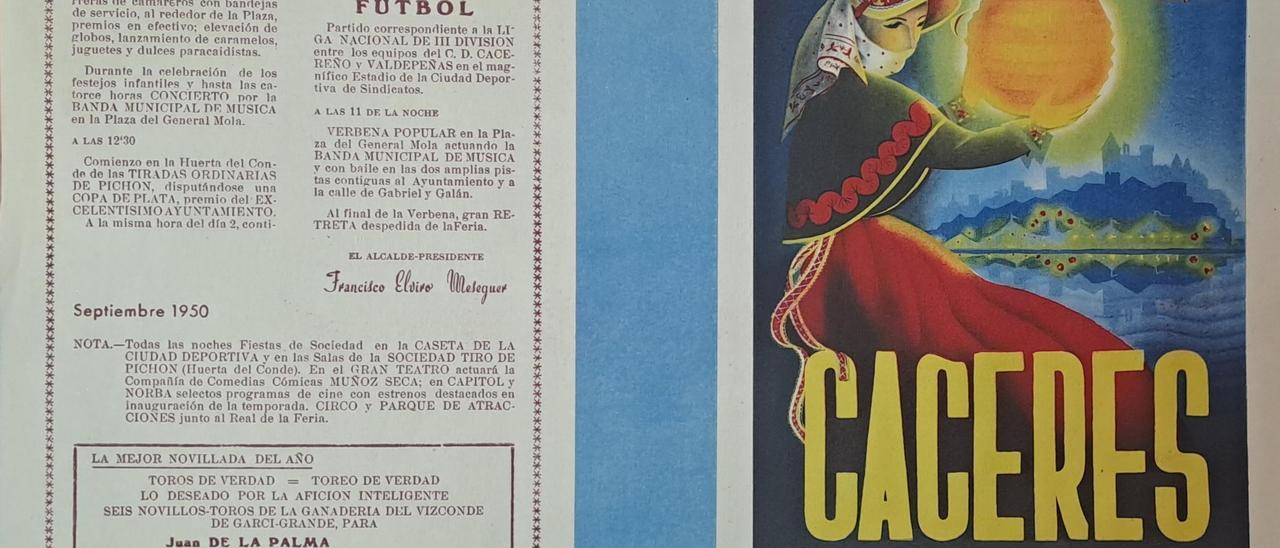 rreras de camareros con bandejas
de servicio, al rededor de la Plaza,
premios en efectivo; elevación de
globos, lanzamiento de caramelos,
juguetes y dulces paracaidistas.
Durante la celebración de los
festejos infantiles y hasta las ca-
torce horas CONCIERTO por la
BANDA MUNICIPAL DE MUSICA
en la Plaza del General Mola.
A LAS 12'30
Comienzo en la Huerta del Con-
de de las TIRADAS ORDINARIAS
DE PICHON, disputándose una
COPA DE PLATA, premio del EX-
CELENTISIMO AYUNTAMIENTO.
A la misma hora del día 2, conti-
FUTBOL
Partido correspondiente a la LI-
GA NACIONAL DE III DIVISION
entre los equipos del C. D. CACE-
REÑO y VALDEPEÑAS en el mag-
nífico Estadio de la Ciudad Depor-
tiva de Sindicatos.
A LAS 11 DE LA NOCHE
VERBENA POPULAR en la Pla-
za del General Mola actuando la
BANDA MUNICIPAL DE MUSICA
y con baile en las dos amplias pis-
tas contiguas al Ayuntamiento y a
la calle de Gabriel y Galán.
Al final de la Verbena, gran RE-
TRETA despedida de laFeria.
EL ALCALDE-PRESIDENTE
Francisco Elviro Meseguer
Septiembre 1950
NOTA.—Todas las noches Fiestas de Sociedad en la CASETA DE LA
CIUDAD DEPORTIVA y en las Salas de la SOCIEDAD TIRO DE
PICHON (Huerta del Conde). En el GRAN TEATRO actuará la
Compañía de Comedias Cómicas MUÑOZ SECA; en CAPITOL y
NORBA selectos programas de cine con estrenos destacados en
inauguración de la temporada. CIRCO y PARQUE DE ATRAC-
CIONES junto al Real de la Feria.
LA MEJOR NOVILLADA DEL AÑO
TOROS DE VERDAD = TOREO DE VERDAD
LO DESEADO POR LA AFICION INTELIGENTE
SEIS NOVILLOS-TOROS DE LA GANADERIA DEL VIZCONDE
DE GARCI-GRANDE, PARA
Juan DE LA PALMA
CACERES